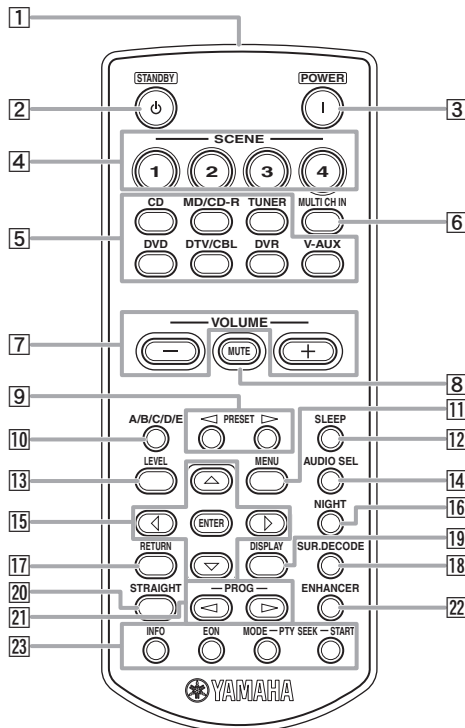 1
STANDBY POWER
2 3
SCENE
4 1 2 3 4
CD MD/CD-R TUNER MULTI CH IN
5 6
DVD DTV/CBL DVR V-AUX
VOLUME
7 − MUTE +
8
9 11
A/B/C/D/E PRESET SLEEP
10 12
LEVEL MENU AUDIO SEL
13 14
15 ENTER NIGHT 16
RETURN DISPLAY SUR.DECODE 19
17 18
20 STRAIGHT PROG ENHANCER
21 22
INFO EON MODE PTY SEEK START
23
YAMAHA